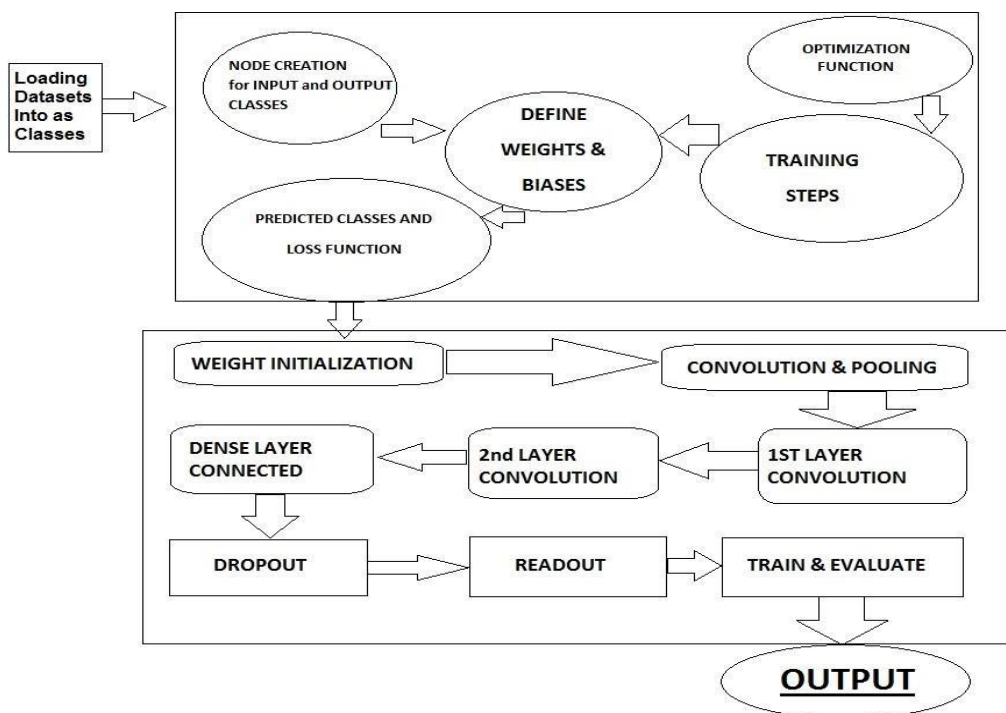 Loading
Datasets
Into as
Classes
NODE CREATION
for INPUT and OUTPUT
CLASSES
OPTIMIZATION
FUNCTION
DEFINE
WEIGHTS &
BIASES
TRAINING
STEPS
PREDICTED CLASSES AND
LOSS FUNCTION
WEIGHT INITIALIZATION
CONVOLUTION & POOLING
DENSE LAYER
CONNECTED
2nd LAYER
CONVOLUTION
1ST LAYER
CONVOLUTION
DROPOUT
READOUT
TRAIN & EVALUATE
OUTPUT